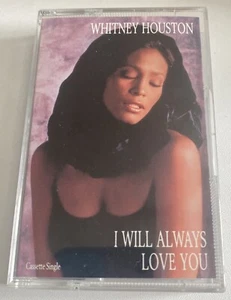 WHITNEY HOUSTON
I WILL ALWAYS
LOVE YOU
Cassette Single